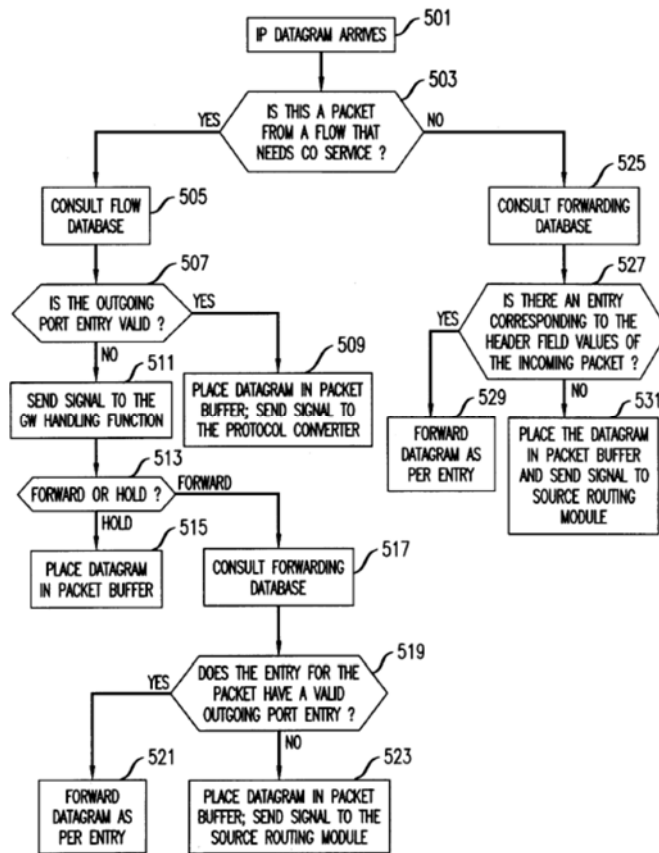 IP DATAGRAM ARRIVES
501
503
IS THIS A PACKET
FROM A FLOW THAT
NEEDS CO SERVICE ?
YES
NO
505
CONSULT FLOW
DATABASE
525
CONSULT FORWARDING
DATABASE
507
IS THE OUTGOING
PORT ENTRY VALID ?
YES
NO
527
IS THERE AN ENTRY
CORRESPONDING TO THE
HEADER FIELD VALUES OF
THE INCOMING PACKET ?
YES
NO
509
PLACE DATAGRAM IN PACKET
BUFFER; SEND SIGNAL TO
THE PROTOCOL CONVERTER
511
SEND SIGNAL TO THE
GW HANDLING FUNCTION
529
FORWARD
DATAGRAM AS
PER ENTRY
531
PLACE THE DATAGRAM
IN PACKET BUFFER
AND SEND SIGNAL TO
SOURCE ROUTING
MODULE
513
FORWARD OR HOLD ?
FORWARD
HOLD
515
PLACE DATAGRAM
IN PACKET BUFFER
517
CONSULT FORWARDING
DATABASE
519
DOES THE ENTRY FOR THE
PACKET HAVE A VALID
OUTGOING PORT ENTRY ?
YES
NO
521
FORWARD
DATAGRAM AS
PER ENTRY
523
PLACE DATAGRAM IN PACKET
BUFFER; SEND SIGNAL TO THE
SOURCE ROUTING MODULE